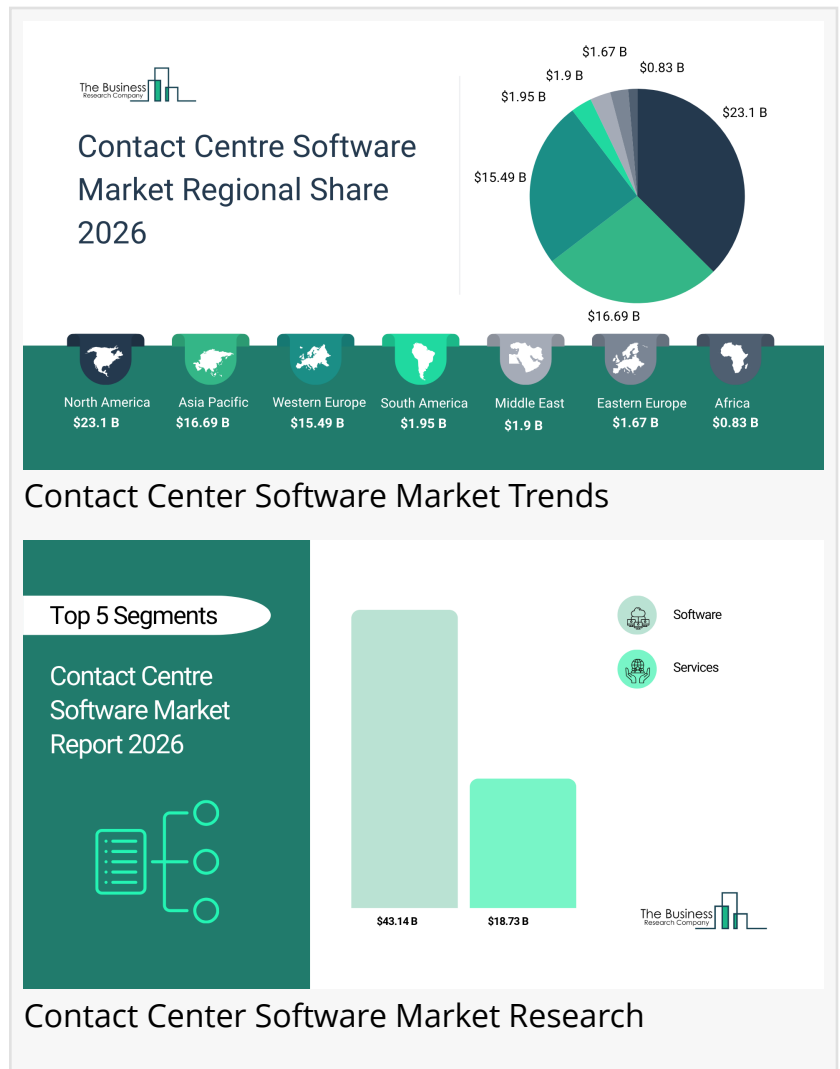 The Business
Research Company
Contact Centre Software
Market Regional Share
2026
$1.67 B
$0.83 B
$1.9 B
$1.95 B
$23.1 B
$15.49 B
$16.69 B
North America
$23.1 B
Asia Pacific
$16.69 B
Western Europe
$15.49 B
South America
$1.95 B
Middle East
$1.9 B
Eastern Europe
$1.67 B
Africa
$0.83 B
Contact Center Software Market Trends
Top 5 Segments
Contact Centre
Software Market
Report 2026
Software
Services
$43.14 B
$18.73 B
The Business
Research Company
Contact Center Software Market Research